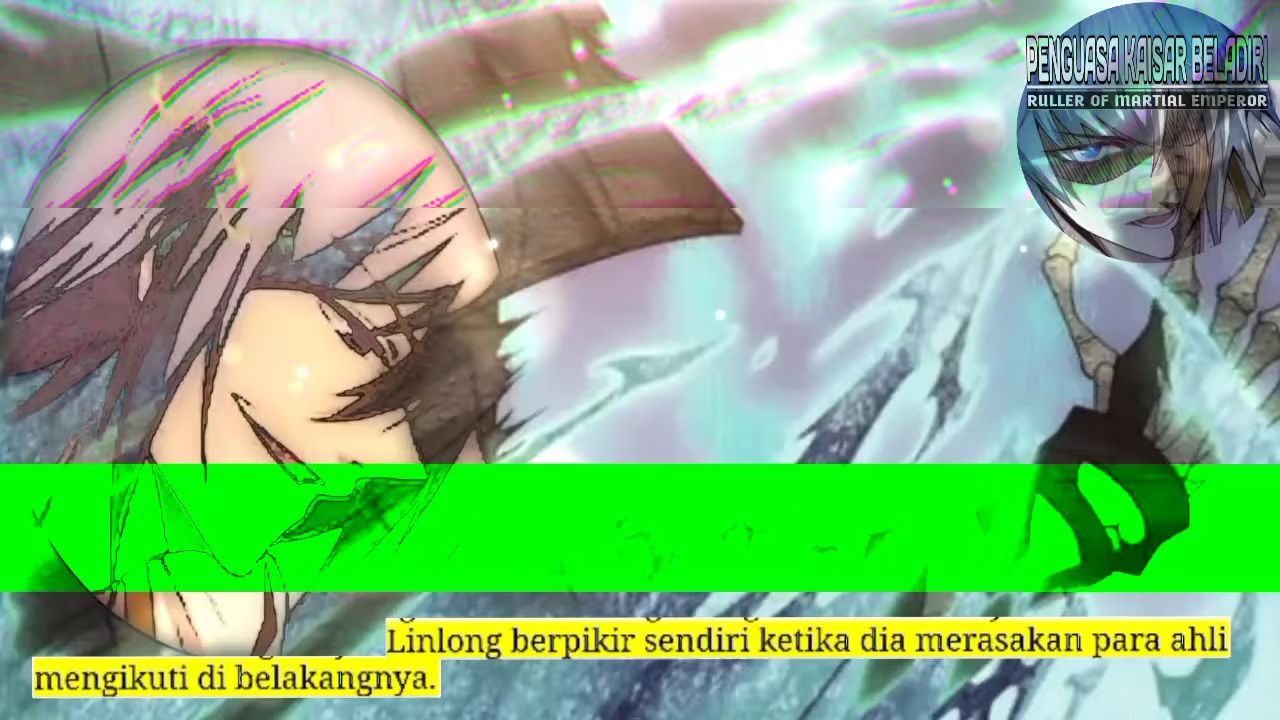 PENGUASA KAISAR BELADIRI
RULLER OF MARTIAL EMPEROR
Linlong berpikir sendiri ketika dia merasakan para ahli
mengikuti di belakangnya.